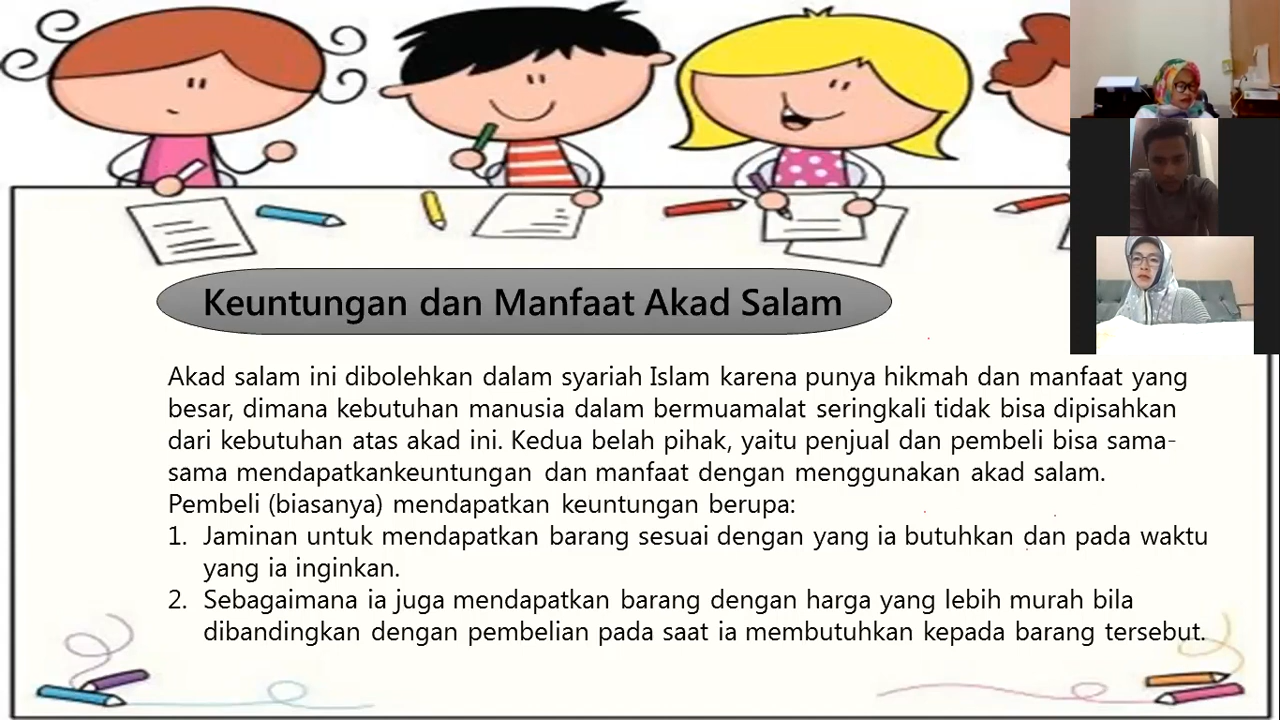 Keuntungan dan Manfaat Akad Salam
Akad salam ini dibolehkan dalam syariah Islam karena punya hikmah dan manfaat yang
besar, dimana kebutuhan manusia dalam bermuamalat seringkali tidak bisa dipisahkan
dari kebutuhan atas akad ini. Kedua belah pihak, yaitu penjual dan pembeli bisa sama-
sama mendapatkankeuntungan dan manfaat dengan menggunakan akad salam.
Pembeli (biasanya) mendapatkan keuntungan berupa:
1. Jaminan untuk mendapatkan barang sesuai dengan yang ia butuhkan dan pada waktu
yang ia inginkan.
2. Sebagaimana ia juga mendapatkan barang dengan harga yang lebih murah bila
dibandingkan dengan pembelian pada saat ia membutuhkan kepada barang tersebut.